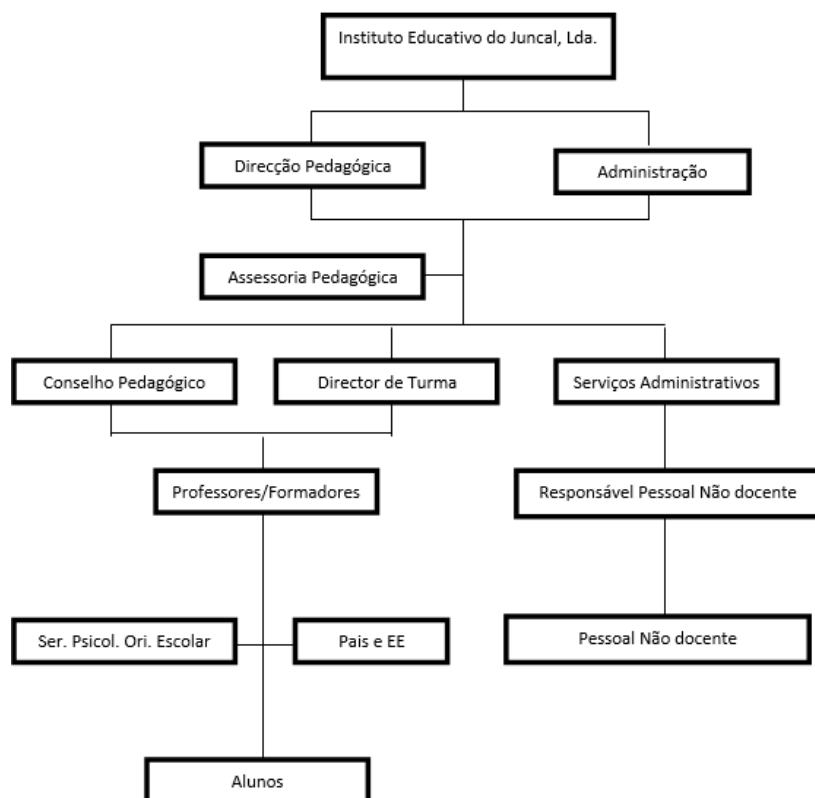 Instituto Educativo do Juncal, Lda.
Direcção Pedagógica
Administração
Assessoria Pedagógica
Conselho Pedagógico
Director de Turma
Serviços Administrativos
Professores/Formadores
Responsável Pessoal Não docente
Ser. Psicol. Ori. Escolar
Pais e EE
Pessoal Não docente
Alunos